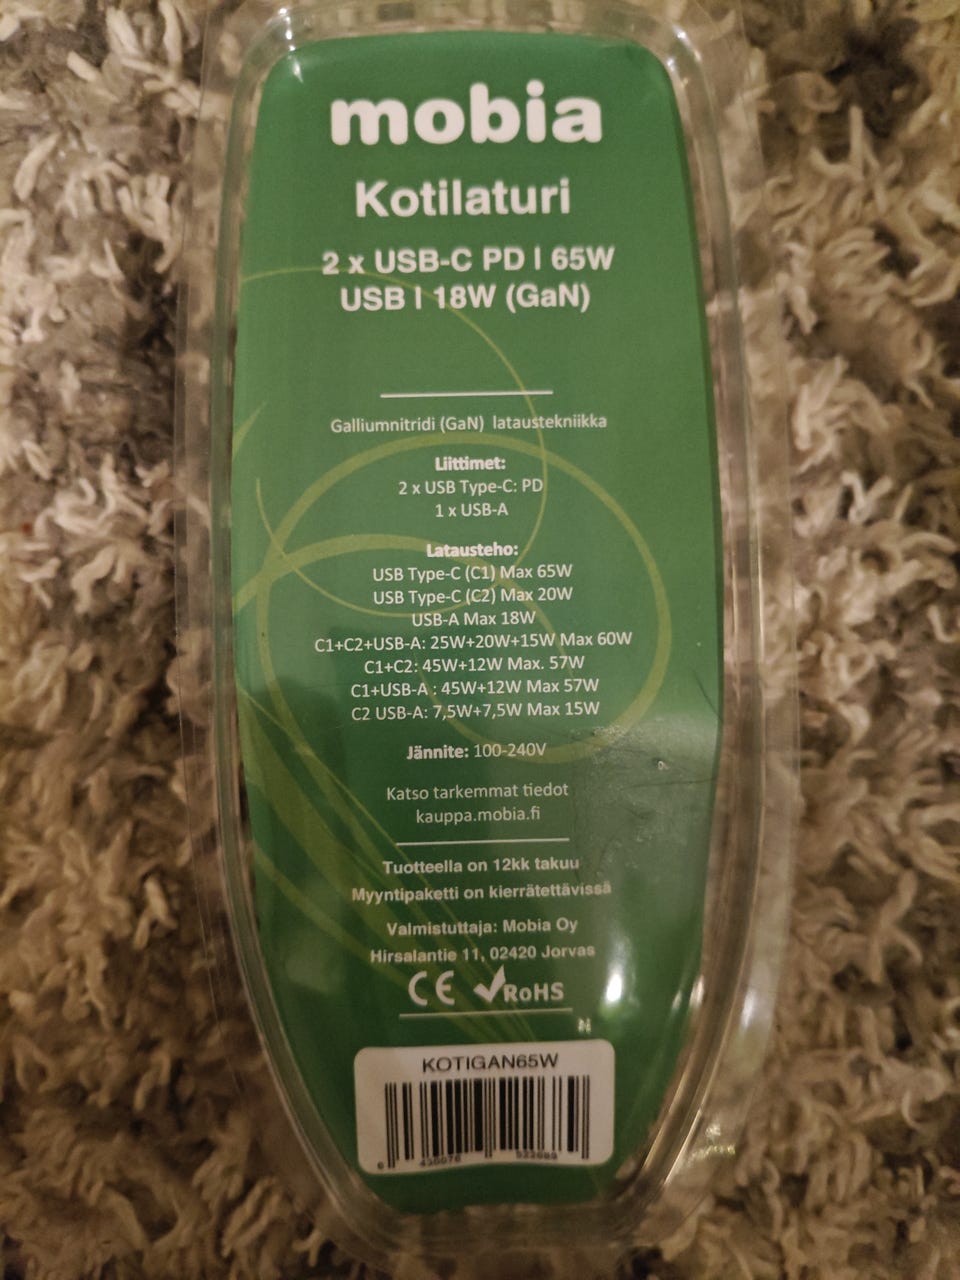 mobia
Kotilaturi
2 x USB-C PD | 65W
USB | 18W (GaN)
Galliumnitridi (GaN) lataustekniikka
Liittimet:
2 x USB Type-C: PD
1 x USB-A
Latausteho:
USB Type-C (C1) Max 65W
USB Type-C (C2) Max 20W
USB-A Max 18W
C1+C2+USB-A: 25W+20W+15W Max 60W
C1+C2: 45W+12W Max. 57W
C1+USB-A : 45W+12W Max 57W
C2 USB-A: 7,5W+7,5W Max 15W
Jännite: 100-240V
Katso tarkemmat tiedot
kauppa.mobia.fi
Tuotteella on 12kk takuu
Myyntipaketti on kierrätettävissä
Valmistuttaja: Mobia Oy
Hirsalantie 11, 02420 Jorvas
CE RoHS
KOTIGAN65W